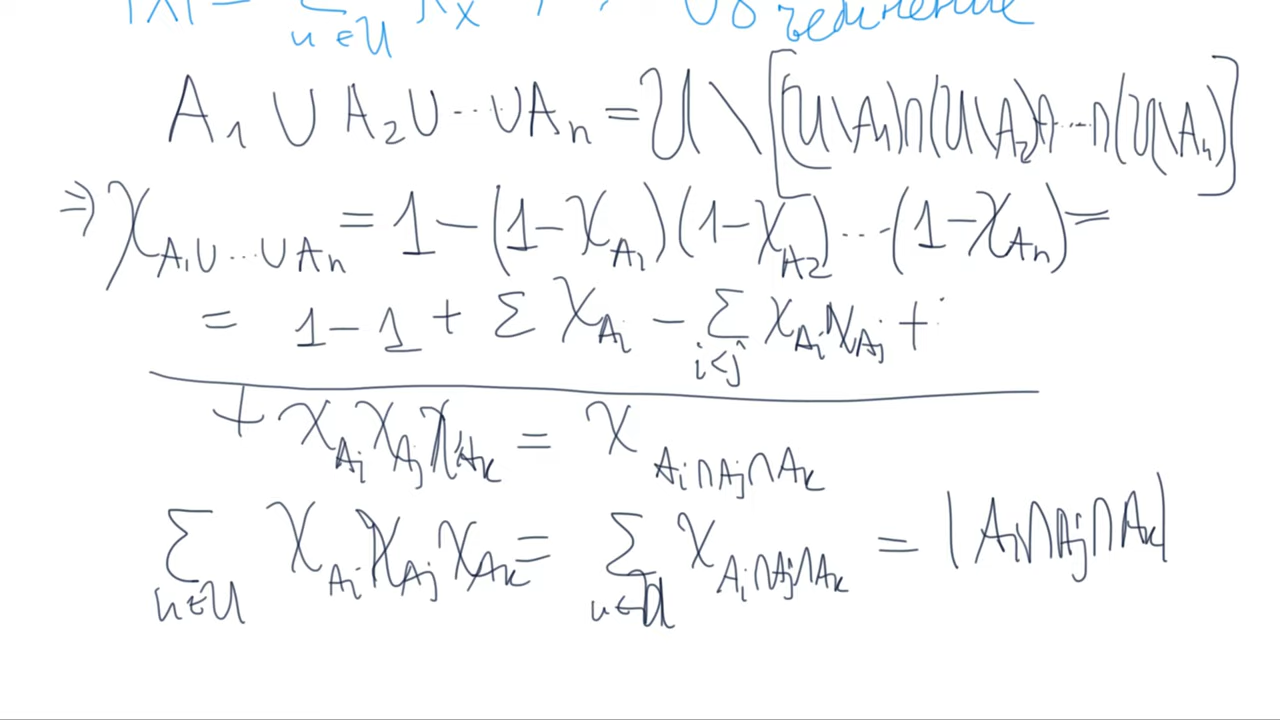 |X| = Σ_{u∈U} χ_X
A₁ ∪ A₂ ∪ ⋯ ∪ Aₙ = U \ [(U\A₁)∩(U\A₂)∩⋯∩(U\Aₙ)]
⇒ χ_{A₁∪⋯∪Aₙ} = 1 − (1−χ_{A₁})(1−χ_{A₂})⋯(1−χ_{Aₙ}) =
= 1 − 1 + Σ χ_{Aᵢ} − Σ_{i<j} χ_{Aᵢ}χ_{Aⱼ} +
+ χ_{Aᵢ}χ_{Aⱼ}χ_{Aₖ} = χ_{Aᵢ∩Aⱼ∩Aₖ}
Σ_{u∈U} χ_{Aᵢ}χ_{Aⱼ}χ_{Aₖ} = Σ_{u∈U} χ_{Aᵢ∩Aⱼ∩Aₖ} = |Aᵢ∩Aⱼ∩Aₖ|